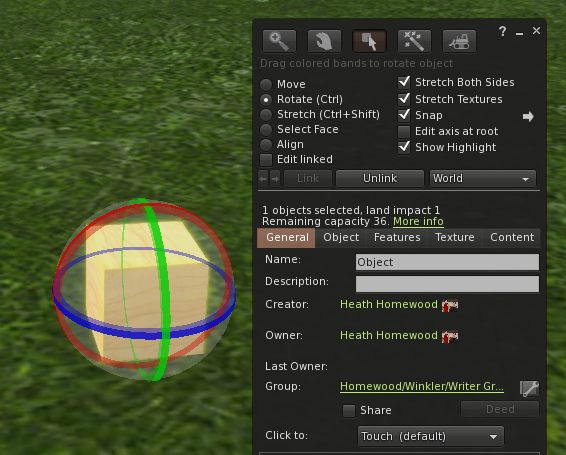 ? _ ×
Drag colored bands to rotate object
Move
Rotate (Ctrl)
Stretch (Ctrl+Shift)
Select Face
Align
Edit linked
Stretch Both Sides
Stretch Textures
Snap
Edit axis at root
Show Highlight
Link
Unlink
World
1 objects selected, land impact 1
Remaining capacity 36. More info
General Object Features Texture Content
Name: Object
Description:
Creator: Heath Homewood
Owner: Heath Homewood
Last Owner:
Group: Homewood/Winkler/Writer Gr...
Share Deed
Click to: Touch (default)